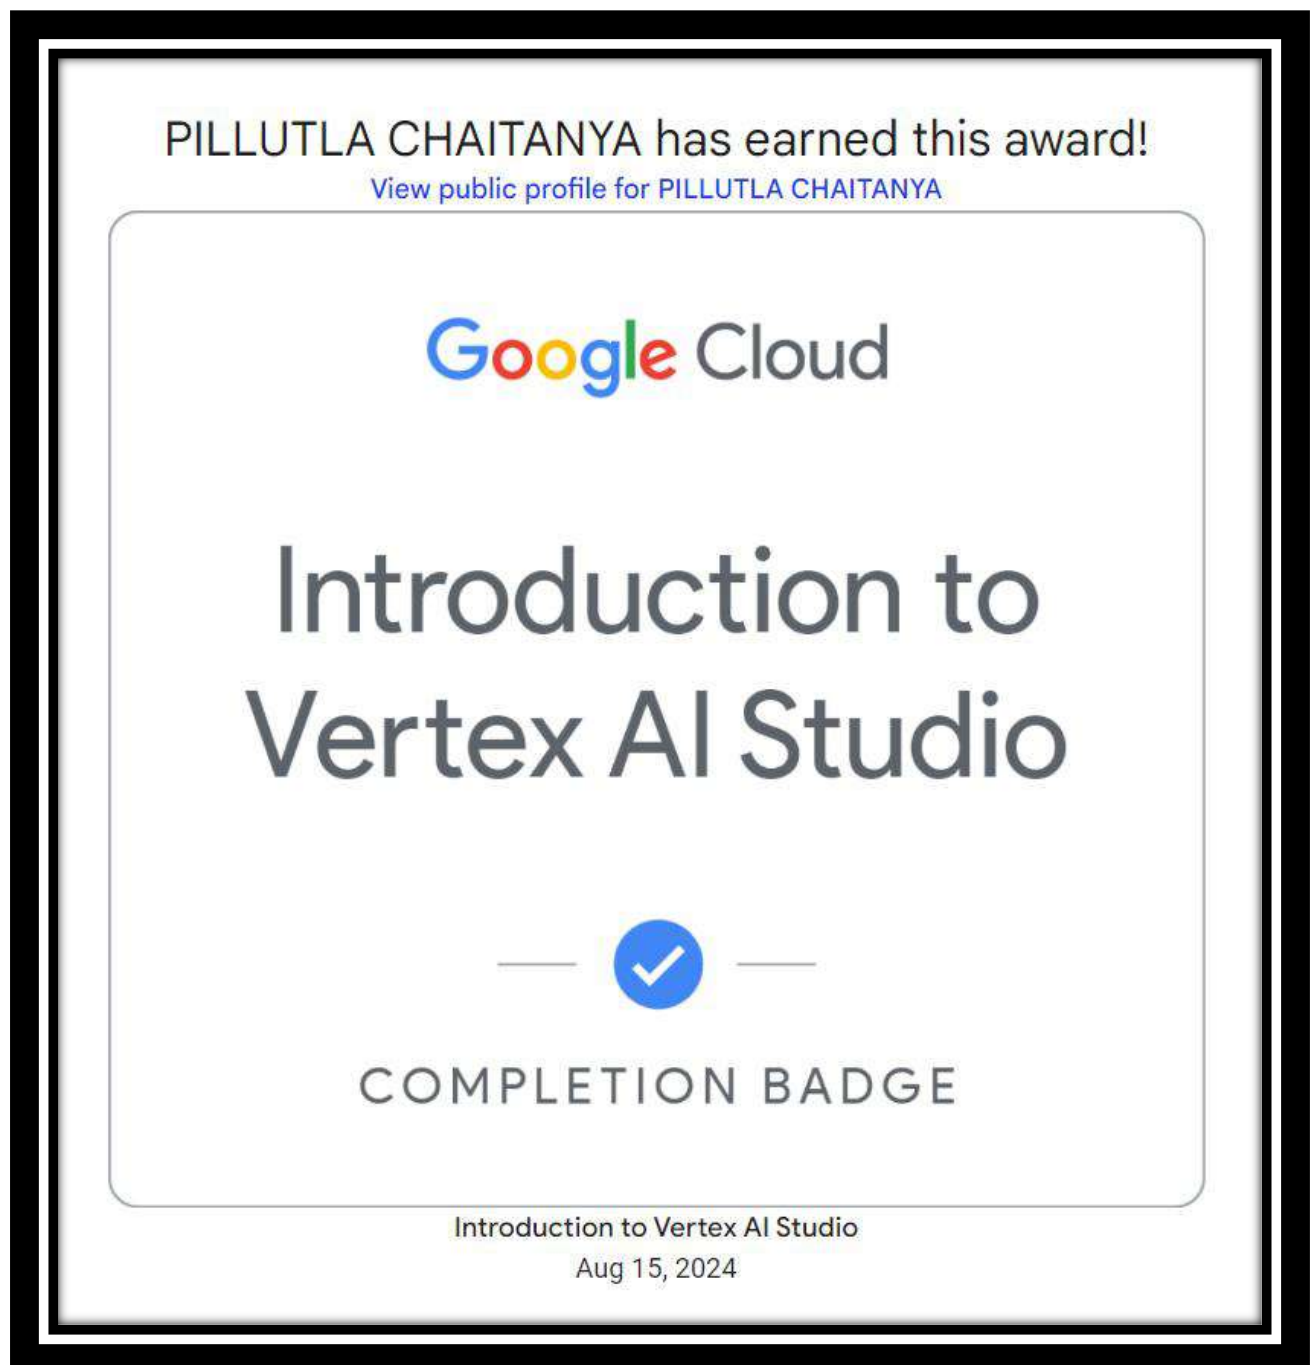 PILLUTLA CHAITANYA has earned this award!
View public profile for PILLUTLA CHAITANYA
Google Cloud
Introduction to
Vertex AI Studio
COMPLETION BADGE
Introduction to Vertex AI Studio
Aug 15, 2024